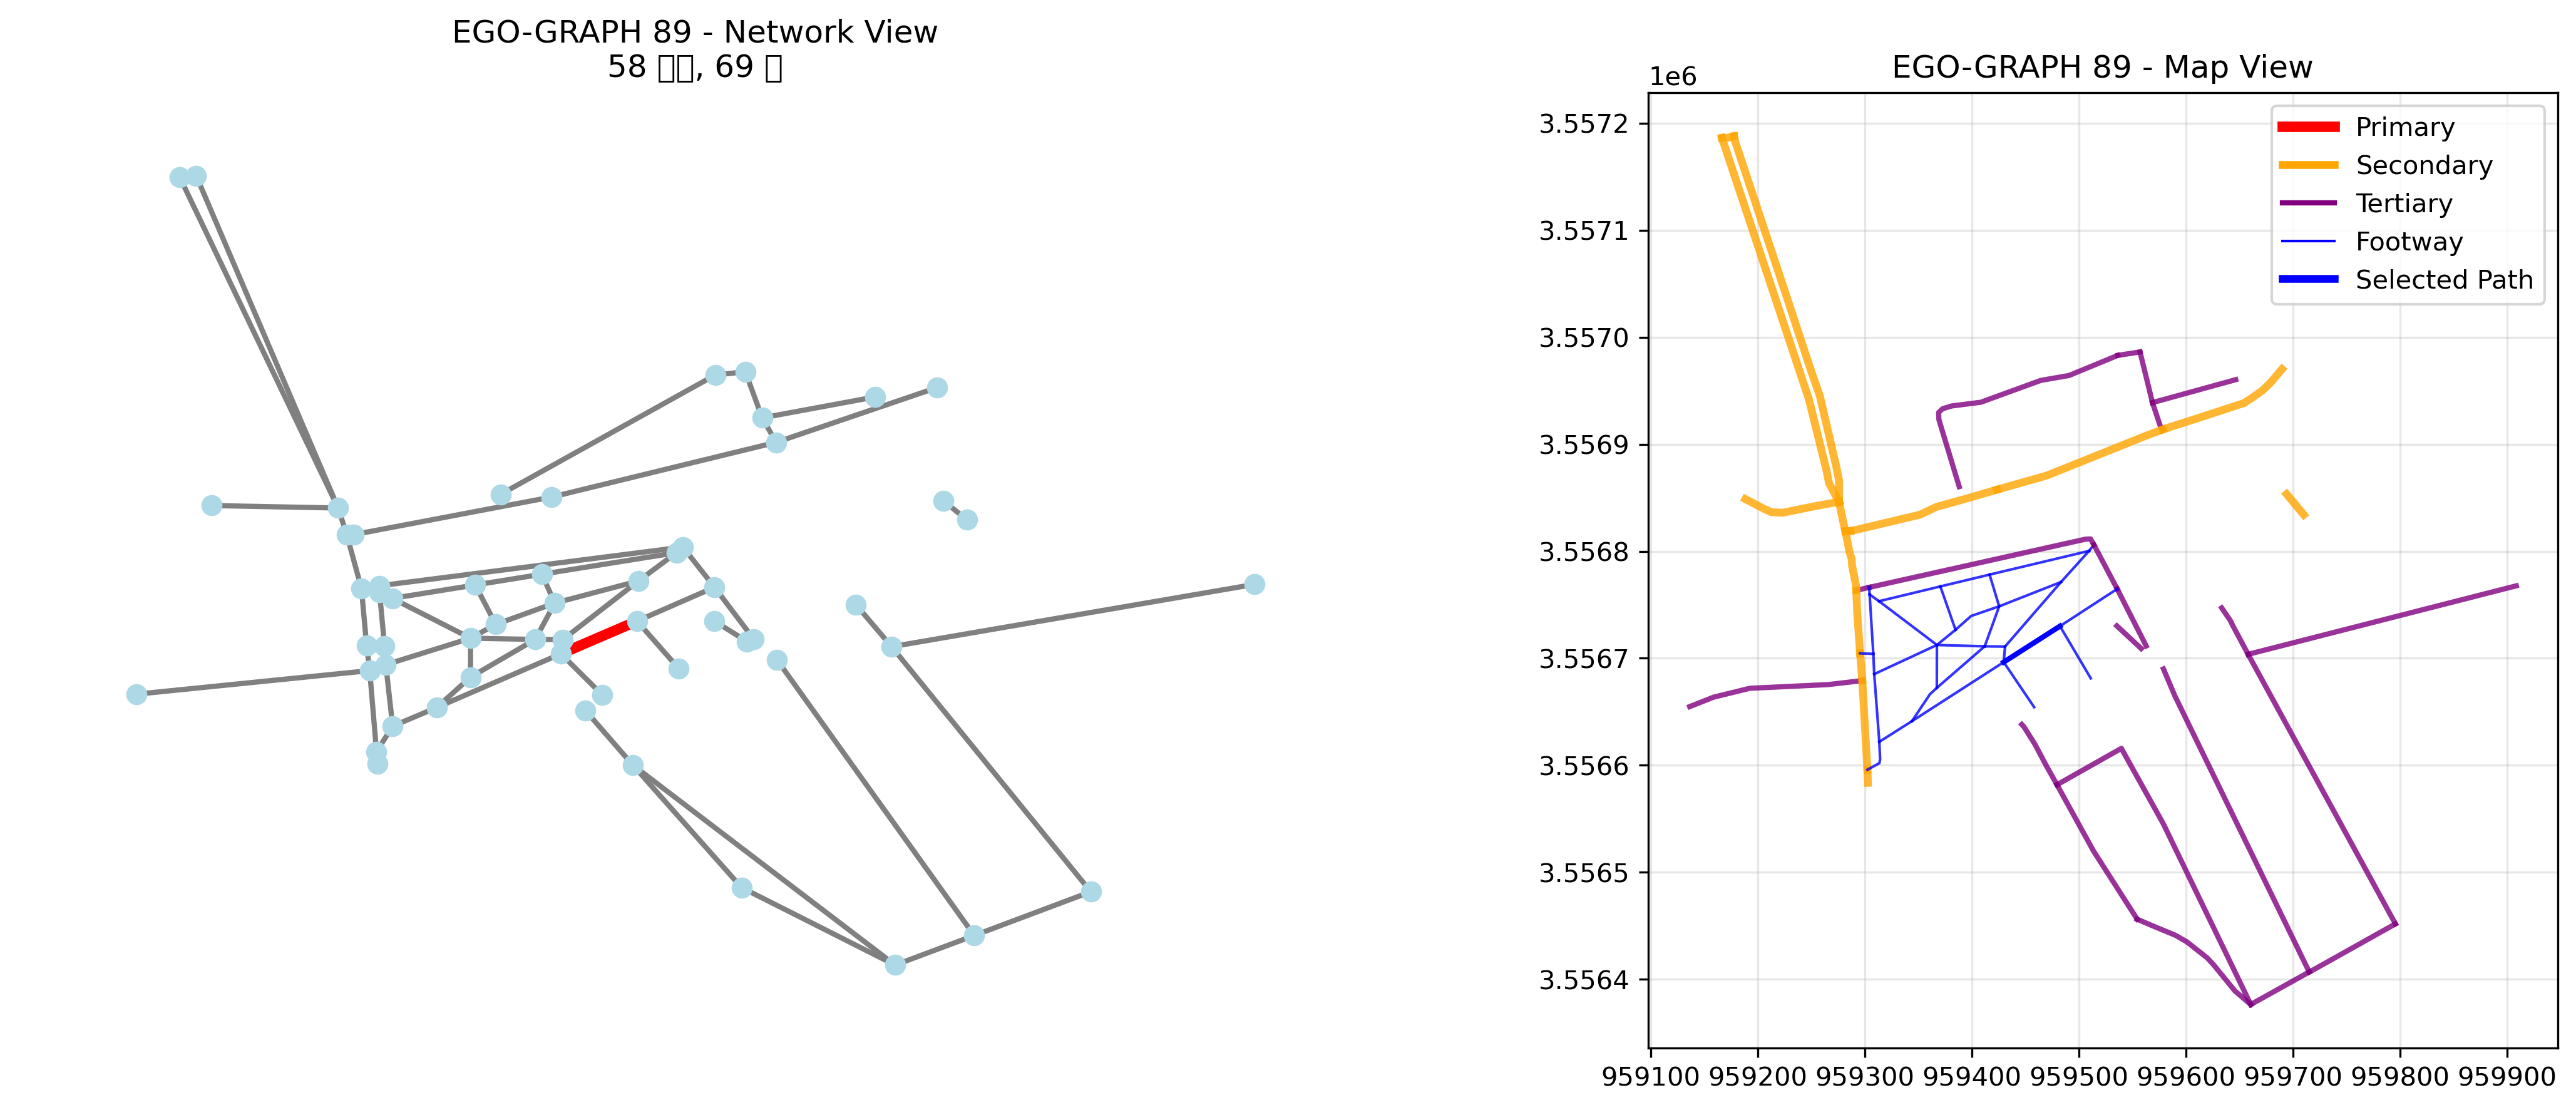 EGO-GRAPH 89 - Network View
58 , 69
EGO-GRAPH 89 - Map View
1e6
3.5572
3.5571
3.5570
3.5569
3.5568
3.5567
3.5566
3.5565
3.5564
Primary
Secondary
Tertiary
Footway
Selected Path
959100 959200 959300 959400 959500 959600 959700 959800 959900